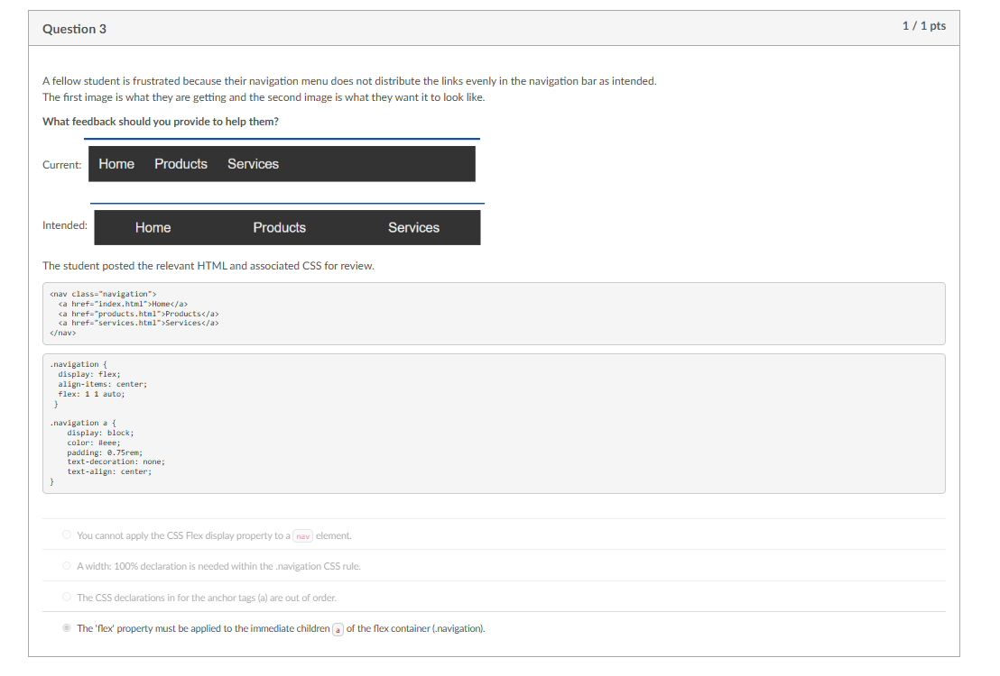 Question 3
1 / 1 pts
A fellow student is frustrated because their navigation menu does not distribute the links evenly in the navigation bar as intended.
The first image is what they are getting and the second image is what they want it to look like.
What feedback should you provide to help them?
Current:
Home Products Services
Intended:
Home Products Services
The student posted the relevant HTML and associated CSS for review.
<nav class="navigation">
  <a href="index.html">Home</a>
  <a href="products.html">Products</a>
  <a href="services.html">Services</a>
</nav>
.navigation {
  display: flex;
  align-items: center;
  flex: 1 1 auto;
 }
.navigation a {
    display: block;
    color: #eee;
    padding: 0.75rem;
    text-decoration: none;
    text-align: center;
}
You cannot apply the CSS Flex display property to a nav element.
A width: 100% declaration is needed within the .navigation CSS rule.
The CSS declarations in for the anchor tags (a) are out of order.
The 'flex' property must be applied to the immediate children a of the flex container (.navigation).